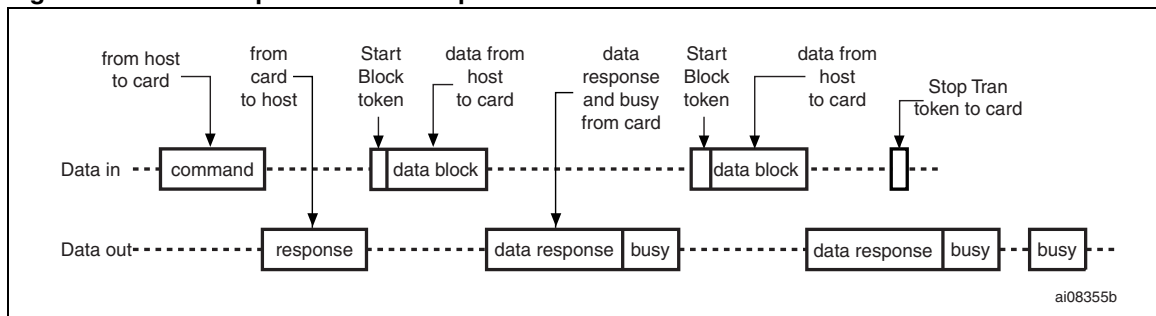 from host
to card
from
card
to host
Start
Block
token
data from
host
to card
data
response
and busy
from card
Start
Block
token
data from
host
to card
Stop Tran
token to card
Data in
command
data block
data block
Data out
response
data response
busy
data response
busy
busy
ai08355b